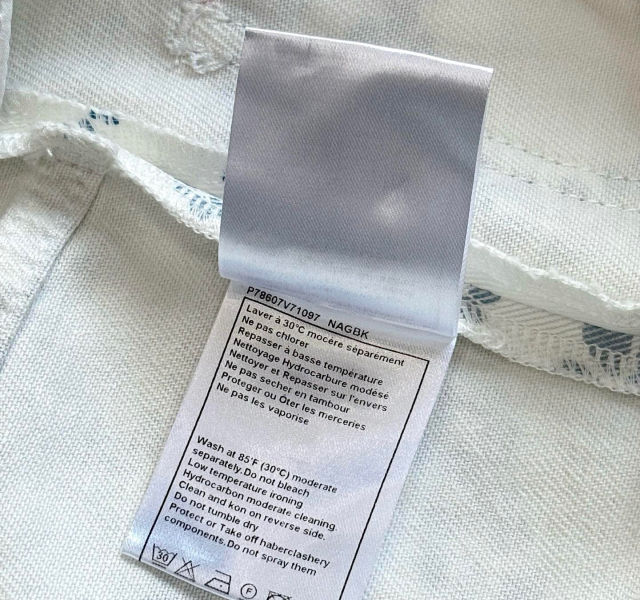 P78607V71097 NAGBK
Laver à 30°C mocère séparement
Ne pas chlorer
Repasser à basse température
Nettoyage Hydrocarbure modésé
Nettoyer et Repasser sur l'envers
Ne pas secher en tambour
Proteger ou Ôter les merceries
Ne pas les vaporise
Wash at 85°F (30°C) moderate
separately.Do not bleach
Low temperature ironing
Hydrocarbon moderate cleaning
Clean and kon on reverse side.
Do not tumble dry
Protect or Take off haberclashery
components.Do not spray them
30 F